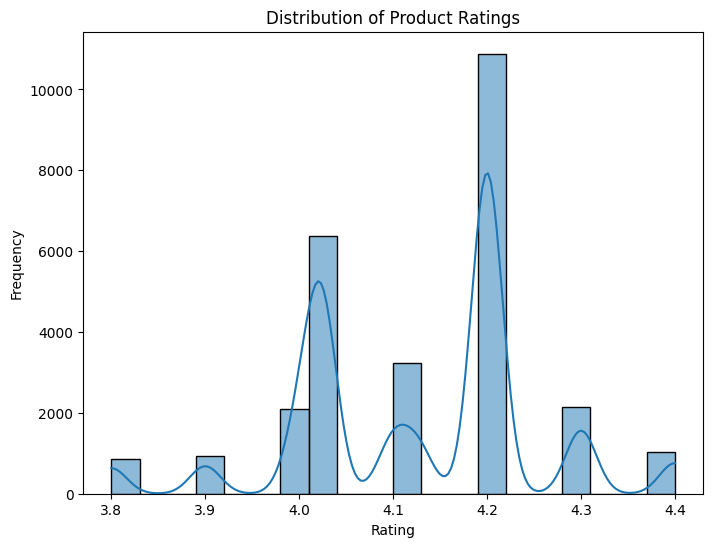 Distribution of Product Ratings
Frequency
10000
8000
6000
4000
2000
0
3.8 3.9 4.0 4.1 4.2 4.3 4.4
Rating